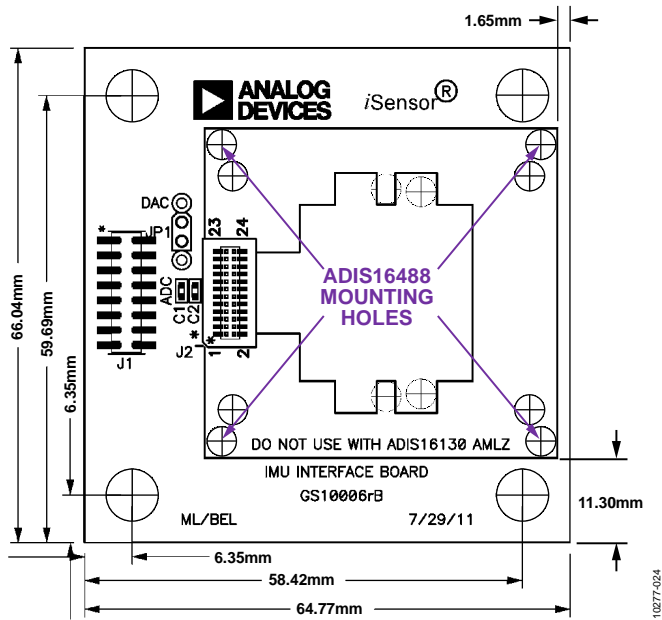 1.65mm
ANALOG
DEVICES
iSensor®
DAC
*
JP1
23
24
ADIS16488
MOUNTING
HOLES
ADC
C1
C2
*
*
J1
J2
1
2
66.04mm
59.69mm
6.35mm
DO NOT USE WITH ADIS16130 AMLZ
IMU INTERFACE BOARD
GS10006rB
11.30mm
ML/BEL
7/29/11
6.35mm
58.42mm
64.77mm
10277-024